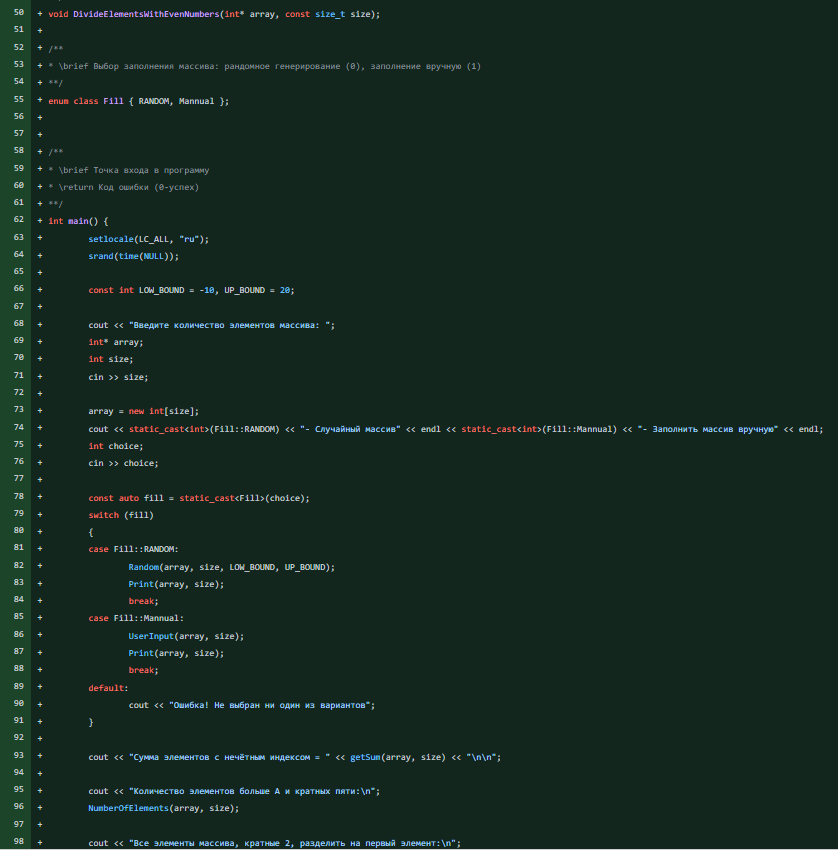 50 + void DivideElementsWithEvenNumbers(int* array, const size_t size);
51 +
52 + /**
53 + * \brief Выбор заполнения массива: рандомное генерирование (0), заполнение вручную (1)
54 + **/
55 + enum class Fill { RANDOM, Mannual };
56 +
57 +
58 + /**
59 + * \brief Точка входа в программу
60 + * \return Код ошибки (0-успех)
61 + **/
62 + int main() {
63 + setlocale(LC_ALL, "ru");
64 + srand(time(NULL));
65 +
66 + const int LOW_BOUND = -10, UP_BOUND = 20;
67 +
68 + cout << "Введите количество элементов массива: ";
69 + int* array;
70 + int size;
71 + cin >> size;
72 +
73 + array = new int[size];
74 + cout << static_cast<int>(Fill::RANDOM) << "- Случайный массив" << endl << static_cast<int>(Fill::Mannual) << "- Заполнить массив вручную" << endl;
75 + int choice;
76 + cin >> choice;
77 +
78 + const auto fill = static_cast<Fill>(choice);
79 + switch (fill)
80 + {
81 + case Fill::RANDOM:
82 + Random(array, size, LOW_BOUND, UP_BOUND);
83 + Print(array, size);
84 + break;
85 + case Fill::Mannual:
86 + UserInput(array, size);
87 + Print(array, size);
88 + break;
89 + default:
90 + cout << "Ошибка! Не выбран ни один из вариантов";
91 + }
92 +
93 + cout << "Сумма элементов с нечётным индексом = " << getSum(array, size) << "\n\n";
94 +
95 + cout << "Количество элементов больше А и кратных пяти:\n";
96 + NumberOfElements(array, size);
97 +
98 + cout << "Все элементы массива, кратные 2, разделить на первый элемент:\n";